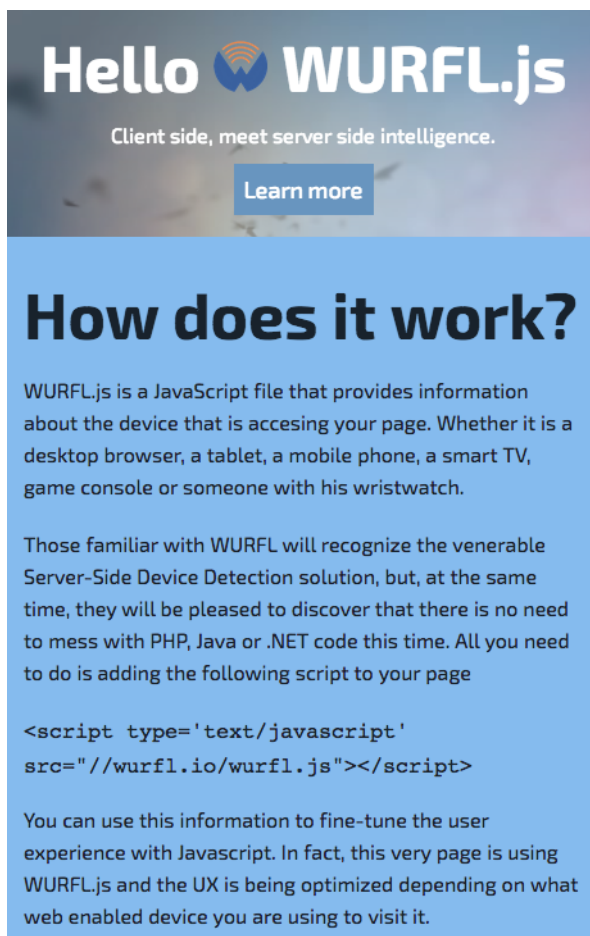 Hello WURFL.js
Client side, meet server side intelligence.
Learn more
How does it work?
WURFL.js is a JavaScript file that provides information
about the device that is accesing your page. Whether it is a
desktop browser, a tablet, a mobile phone, a smart TV,
game console or someone with his wristwatch.
Those familiar with WURFL will recognize the venerable
Server-Side Device Detection solution, but, at the same
time, they will be pleased to discover that there is no need
to mess with PHP, Java or .NET code this time. All you need
to do is adding the following script to your page
<script type='text/javascript'
src="//wurfl.io/wurfl.js"></script>
You can use this information to fine-tune the user
experience with Javascript. In fact, this very page is using
WURFL.js and the UX is being optimized depending on what
web enabled device you are using to visit it.